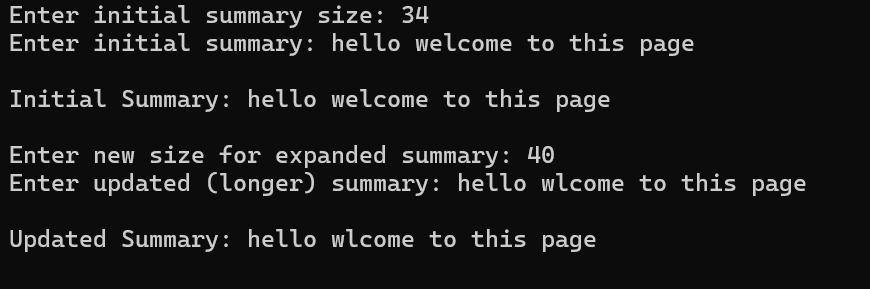 Enter initial summary size: 34
Enter initial summary: hello welcome to this page
Initial Summary: hello welcome to this page
Enter new size for expanded summary: 40
Enter updated (longer) summary: hello wlcome to this page
Updated Summary: hello wlcome to this page